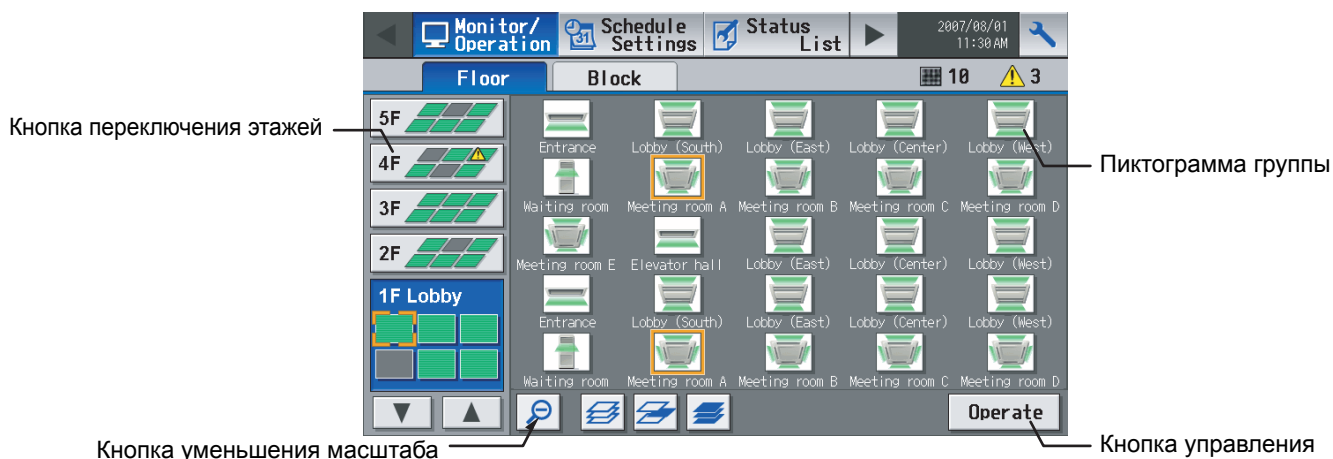 Monitor/ Operation
31 Schedule Settings
Status List
2007/08/01
11:30 AM
Floor Block 10 3
Кнопка переключения этажей
Пиктограмма группы
5F
4F
3F
2F
1F Lobby
Entrance Lobby (South) Lobby (East) Lobby (Center) Lobby (West)
Waiting room Meeting room A Meeting room B Meeting room C Meeting room D
Meeting room E Elevator hall Lobby (East) Lobby (Center) Lobby (West)
Entrance Lobby (South) Lobby (East) Lobby (Center) Lobby (West)
Waiting room Meeting room A Meeting room B Meeting room C Meeting room D
Operate
Кнопка уменьшения масштаба
Кнопка управления